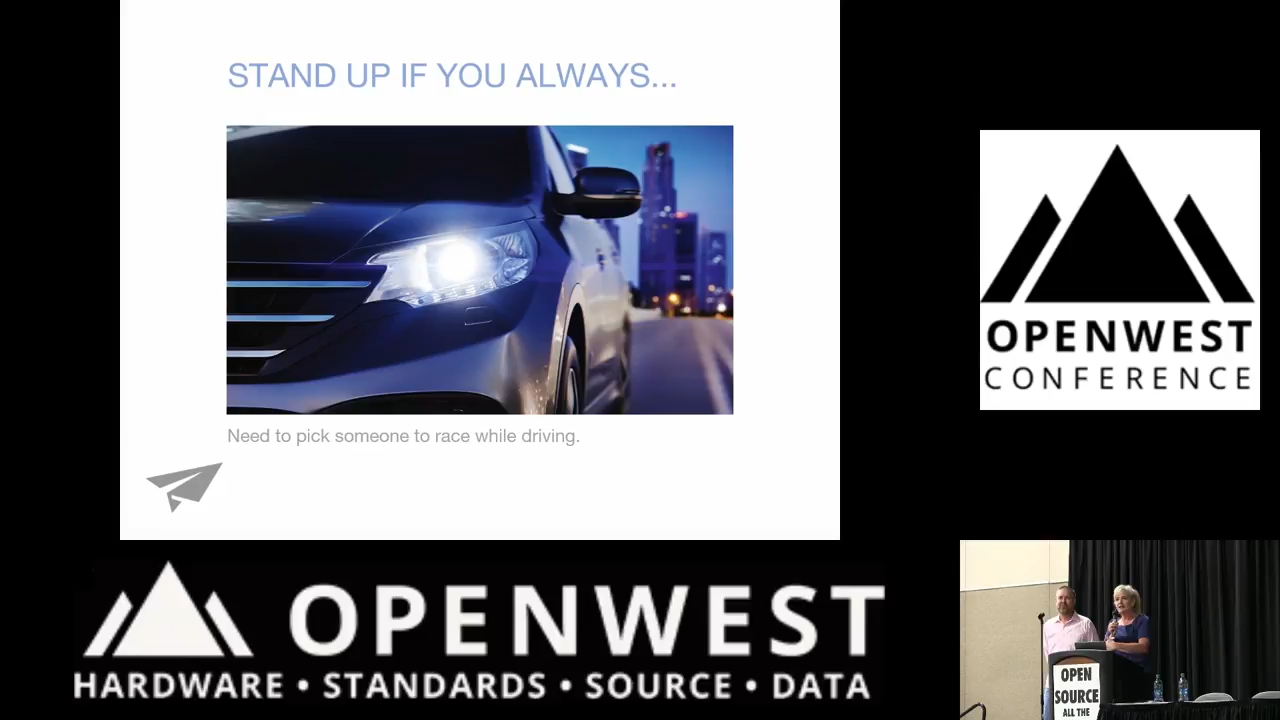 STAND UP IF YOU ALWAYS...
Need to pick someone to race while driving.
OPENWEST
CONFERENCE
OPENWEST
HARDWARE • STANDARDS • SOURCE • DATA
OPEN
SOURCE
ALL THE